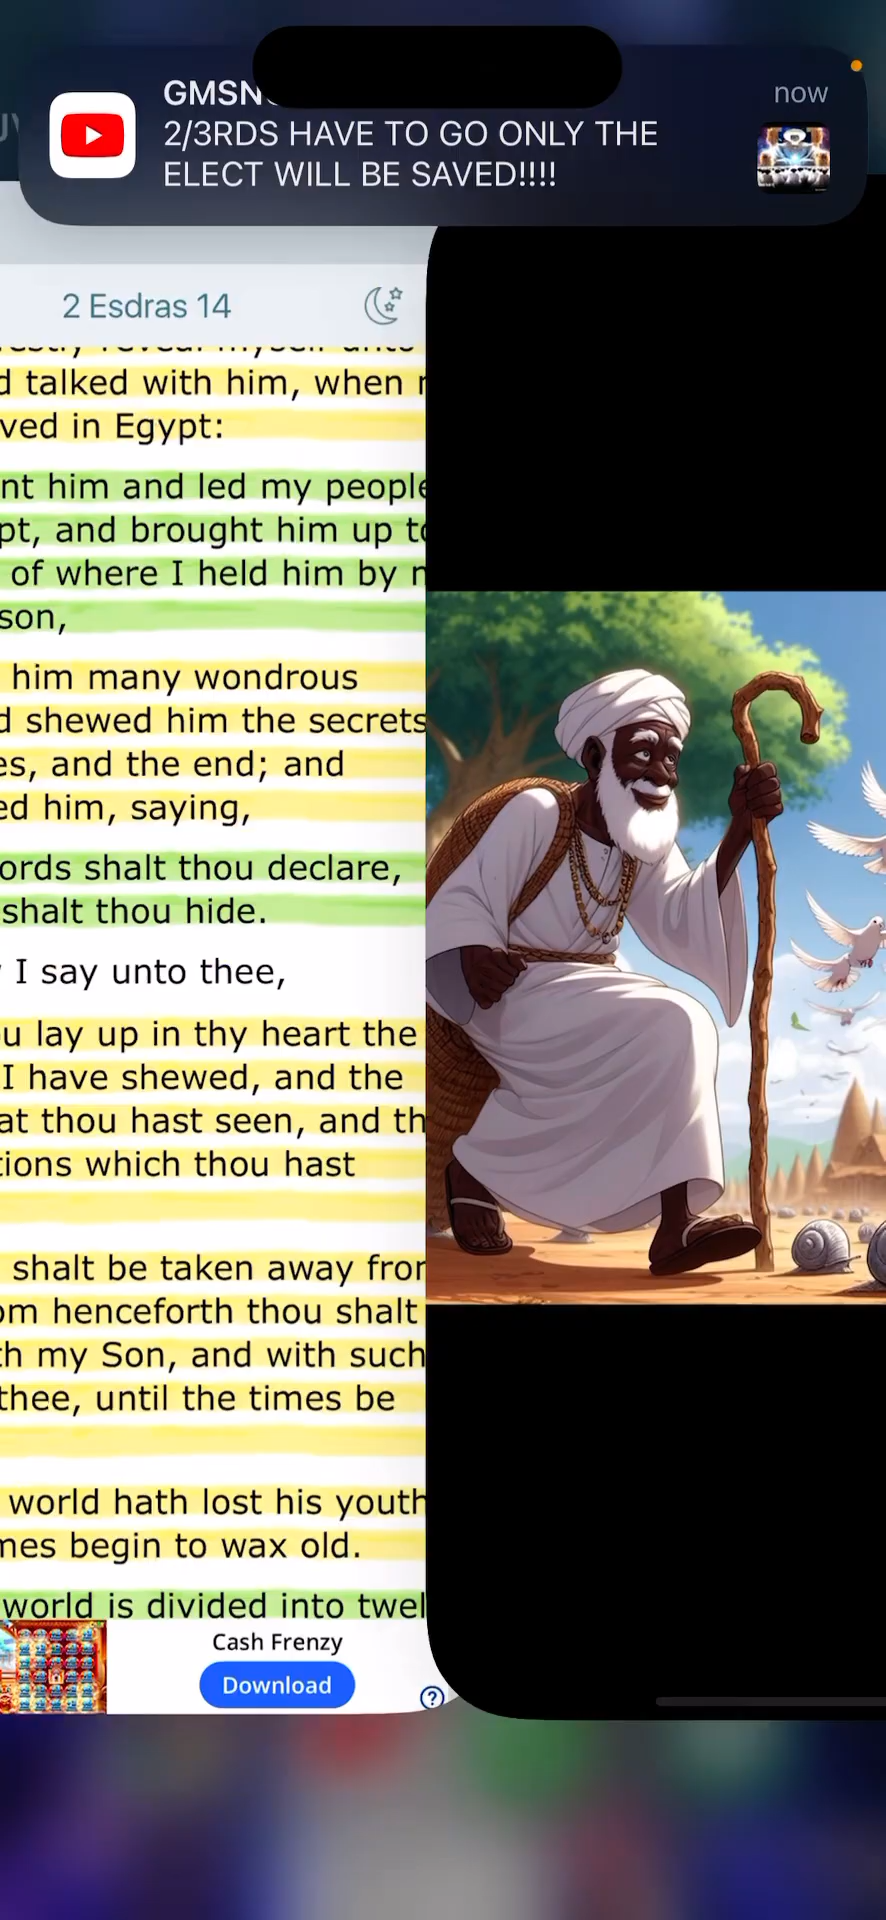 GMSN
now
2/3RDS HAVE TO GO ONLY THE
ELECT WILL BE SAVED!!!!
2 Esdras 14
talked with him, when
ved in Egypt:
nt him and led my people
pt, and brought him up to
of where I held him by
son,
him many wondrous
d shewed him the secrets
es, and the end; and
ed him, saying,
ords shalt thou declare,
shalt thou hide.
I say unto thee,
u lay up in thy heart the
I have shewed, and the
at thou hast seen, and th
tions which thou hast
shalt be taken away from
om henceforth thou shalt
th my Son, and with such
thee, until the times be
world hath lost his youth
mes begin to wax old.
world is divided into twel
Cash Frenzy
Download